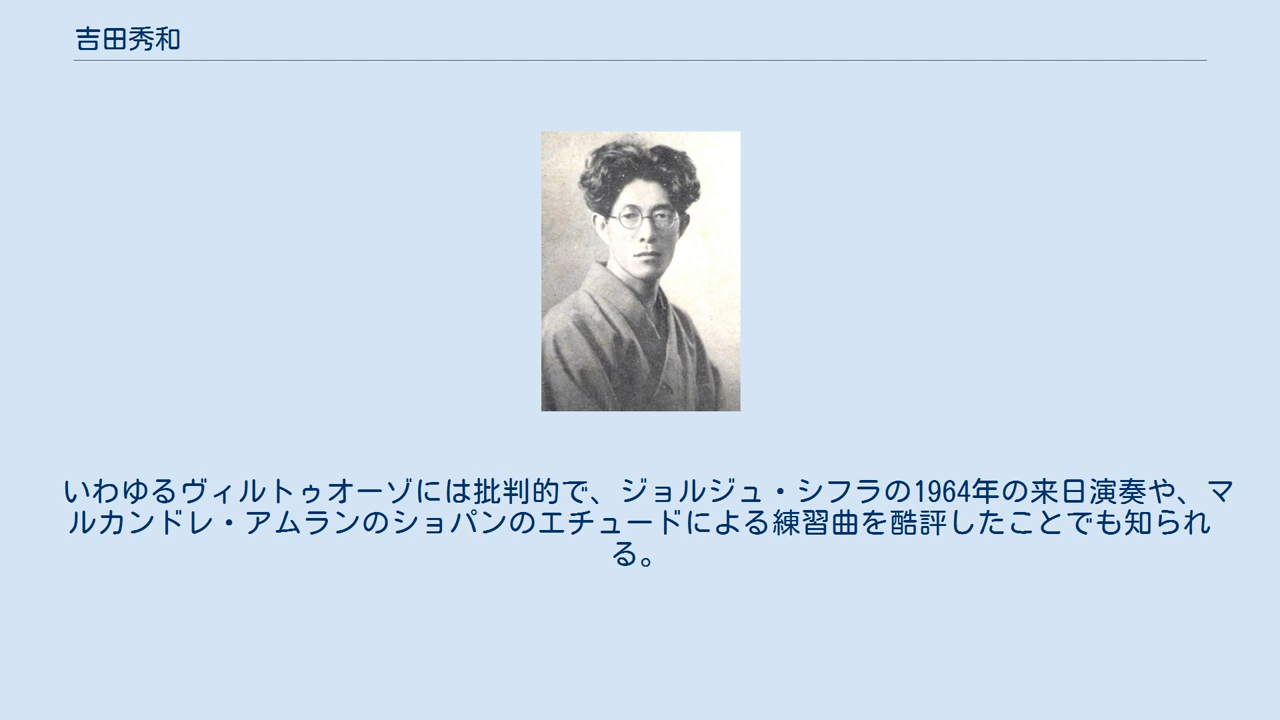 吉田秀和
いわゆるヴィルトゥオーゾには批判的で、ジョルジュ・シフラの1964年の来日演奏や、マ
ルカンドレ・アムランのショパンのエチュードによる練習曲を酷評したことでも知られ
る。